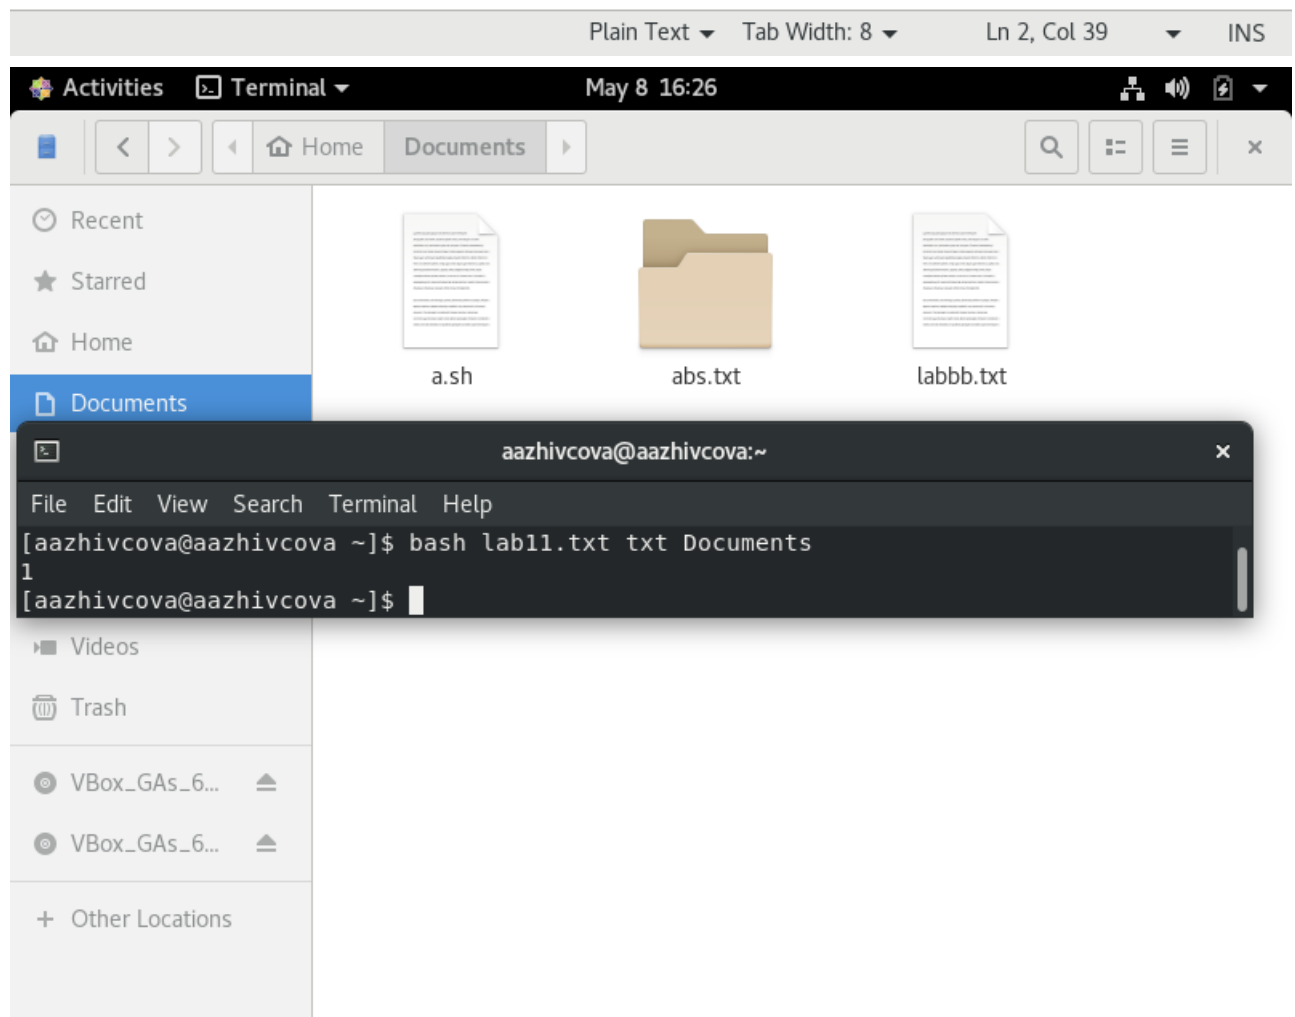 Plain Text Tab Width: 8 Ln 2, Col 39 INS
Activities Terminal May 8 16:26
Home Documents
Recent
Starred
Home
Documents
a.sh abs.txt labbb.txt
aazhivcova@aazhivcova:~
File Edit View Search Terminal Help
[aazhivcova@aazhivcova ~]$ bash lab11.txt txt Documents
1
[aazhivcova@aazhivcova ~]$
Videos
Trash
VBox_GAs_6...
VBox_GAs_6...
+ Other Locations